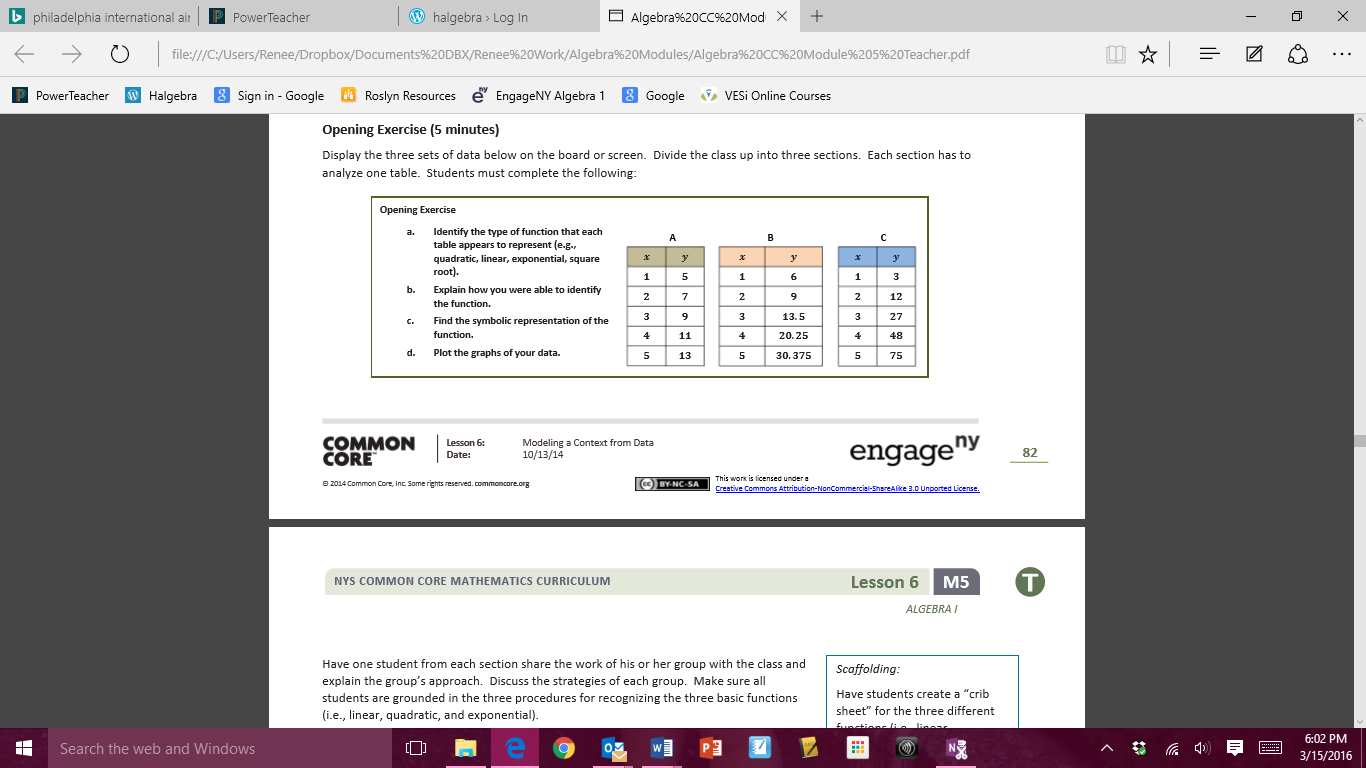 philadelphia international air
PowerTeacher
halgebra › Log In
Algebra%20CC%20Mod
file:///C:/Users/Renee/Dropbox/Documents%20DBX/Renee%20Work/Algebra%20Modules/Algebra%20CC%20Module%205%20Teacher.pdf
PowerTeacher
Halgebra
Sign in - Google
Roslyn Resources
EngageNY Algebra 1
Google
VESi Online Courses
Opening Exercise (5 minutes)
Display the three sets of data below on the board or screen. Divide the class up into three sections. Each section has to
analyze one table. Students must complete the following:
Opening Exercise
a. Identify the type of function that each
table appears to represent (e.g.,
quadratic, linear, exponential, square
root).
b. Explain how you were able to identify
the function.
c. Find the symbolic representation of the
function.
d. Plot the graphs of your data.
A
x y
1 5
2 7
3 9
4 11
5 13
B
x y
1 6
2 9
3 13.5
4 20.25
5 30.375
C
x y
1 3
2 12
3 27
4 48
5 75
COMMON
CORE™
Lesson 6: Modeling a Context from Data
Date: 10/13/14
engageny
82
© 2014 Common Core, Inc. Some rights reserved. commoncore.org
cc BY-NC-SA
This work is licensed under a
Creative Commons Attribution-NonCommercial-ShareAlike 3.0 Unported License.
NYS COMMON CORE MATHEMATICS CURRICULUM
Lesson 6
M5
T
ALGEBRA I
Have one student from each section share the work of his or her group with the class and
explain the group's approach. Discuss the strategies of each group. Make sure all
students are grounded in the three procedures for recognizing the three basic functions
(i.e., linear, quadratic, and exponential).
Scaffolding:
Have students create a "crib
sheet" for the three different
functions (i.e., linear,
Search the web and Windows
6:02 PM
3/15/2016